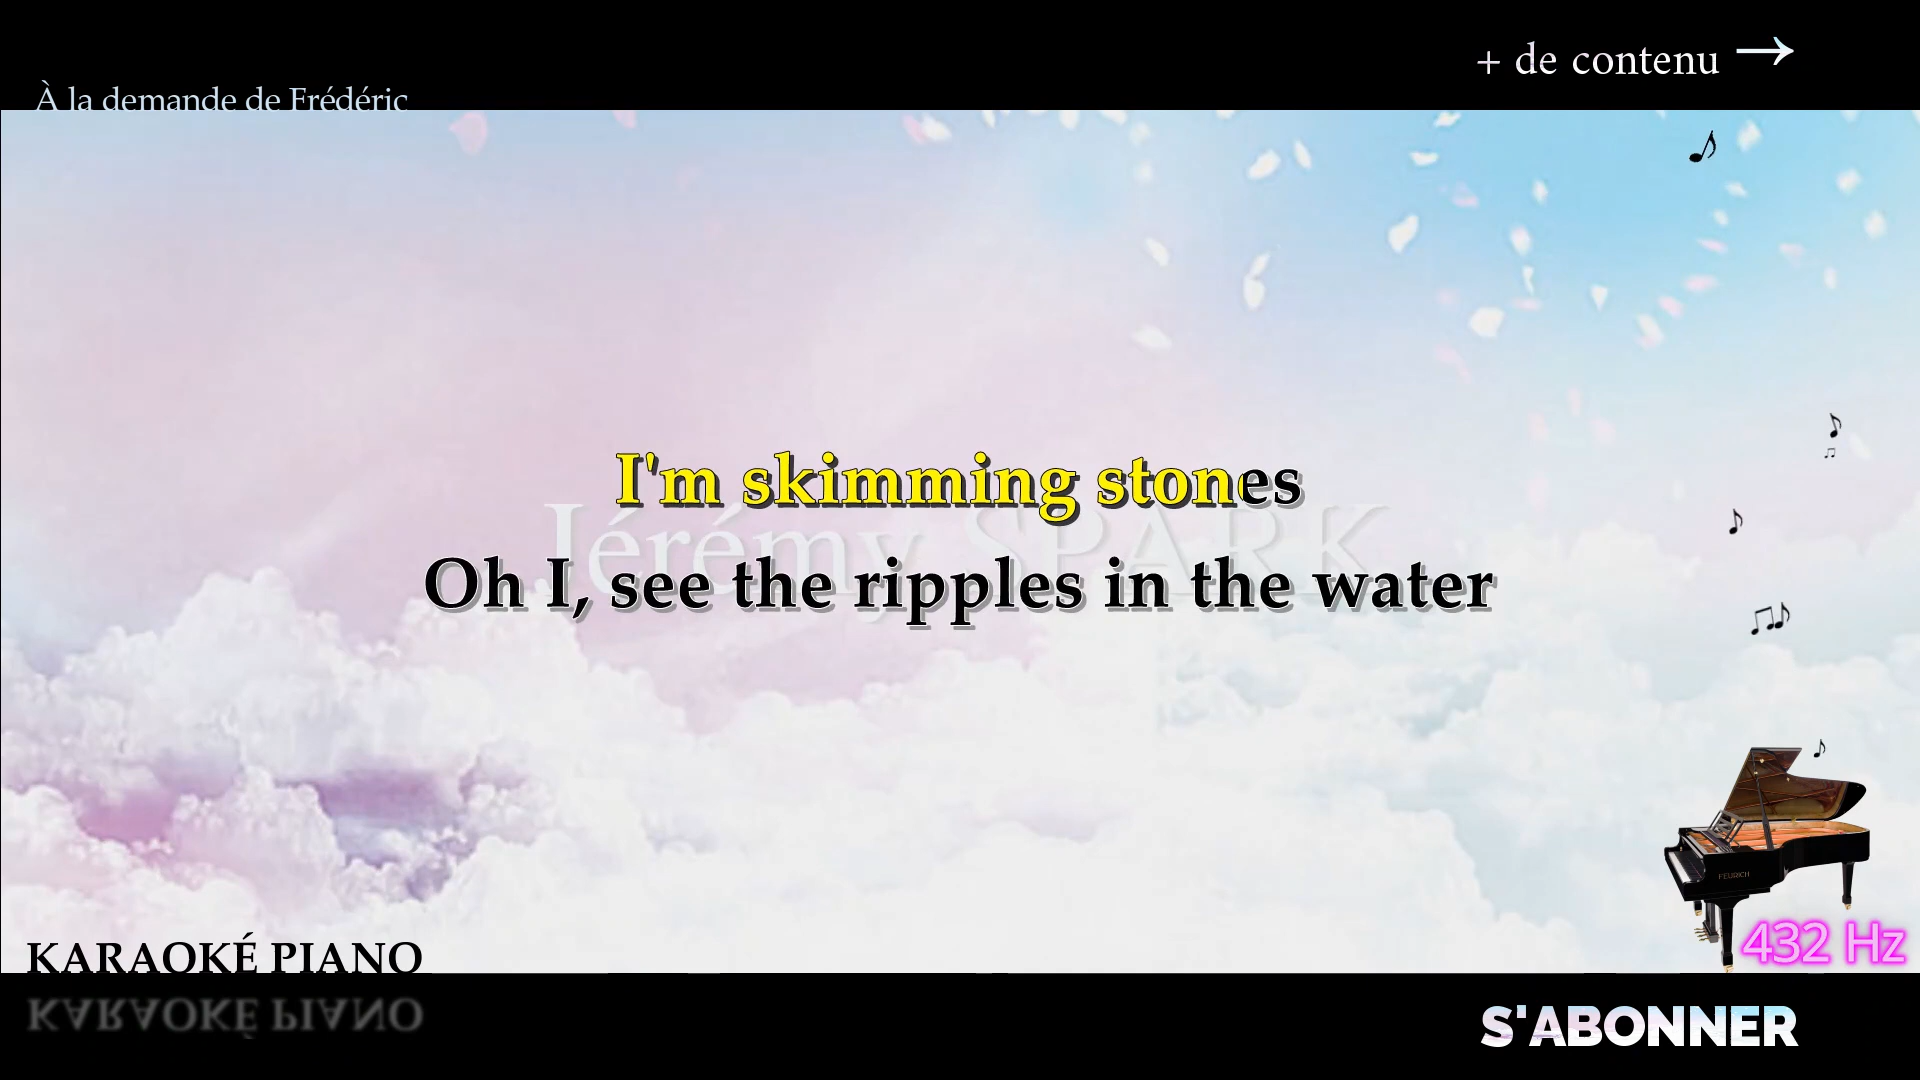 + de contenu →
À la demande de Frédéric
I'm skimming stones
Jérémy SPARK
Oh I, see the ripples in the water
FEURICH
432 Hz
KARAOKÉ PIANO
KARAOKÉ PIANO
S'ABONNER